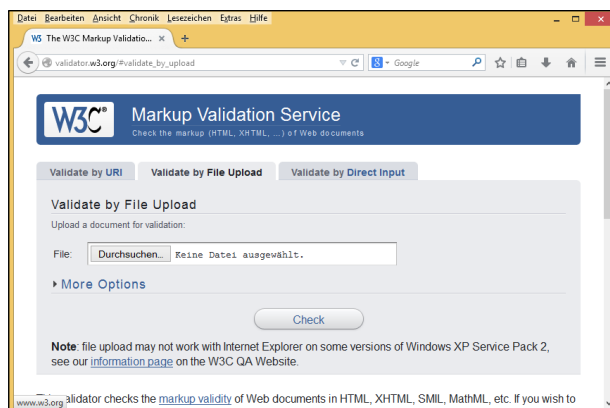 Datei Bearbeiten Ansicht Chronik Lesezeichen Extras Hilfe
W3 The W3C Markup Validatio... × +
validator.w3.org/#validate_by_upload
8 Google
W3C® Markup Validation Service
Check the markup (HTML, XHTML, ...) of Web documents
Validate by URI Validate by File Upload Validate by Direct Input
Validate by File Upload
Upload a document for validation:
File: Durchsuchen... Keine Datei ausgewählt.
More Options
Check
Note: file upload may not work with Internet Explorer on some versions of Windows XP Service Pack 2,
see our information page on the W3C QA Website.
validator checks the markup validity of Web documents in HTML, XHTML, SMIL, MathML, etc. If you wish to
www.w3.org